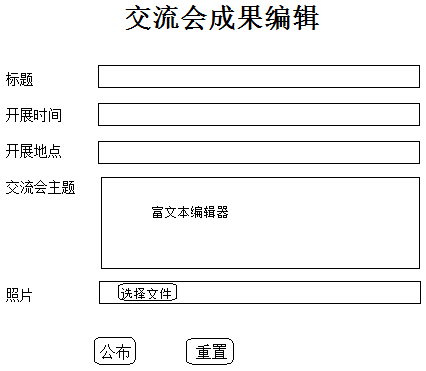 交流会成果编辑
标题
开展时间
开展地点
交流会主题
富文本编辑器
照片
选择文件
公布 重置